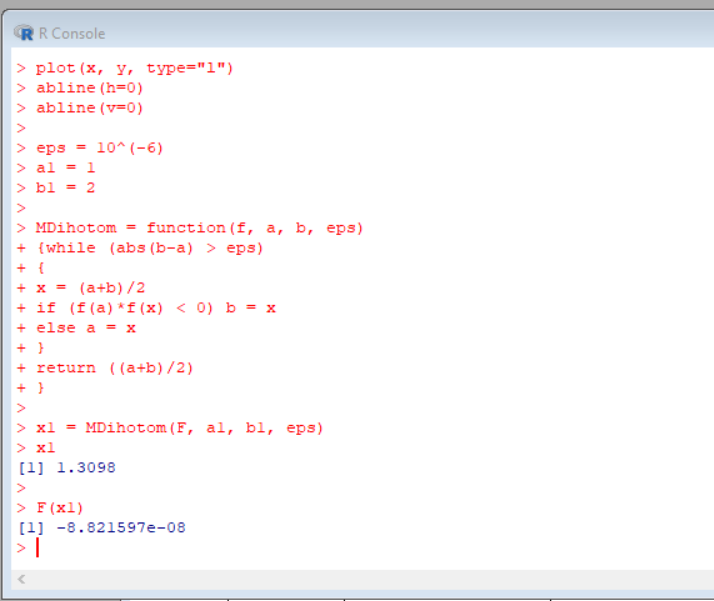 R Console
> plot(x, y, type="l")
> abline(h=0)
> abline(v=0)
>
> eps = 10^(-6)
> a1 = 1
> b1 = 2
>
> MDihotom = function(f, a, b, eps)
+ {while (abs(b-a) > eps)
+ {
+ x = (a+b)/2
+ if (f(a)*f(x) < 0) b = x
+ else a = x
+ }
+ return ((a+b)/2)
+ }
>
> x1 = MDihotom(F, a1, b1, eps)
> x1
[1] 1.3098
>
> F(x1)
[1] -8.821597e-08
>